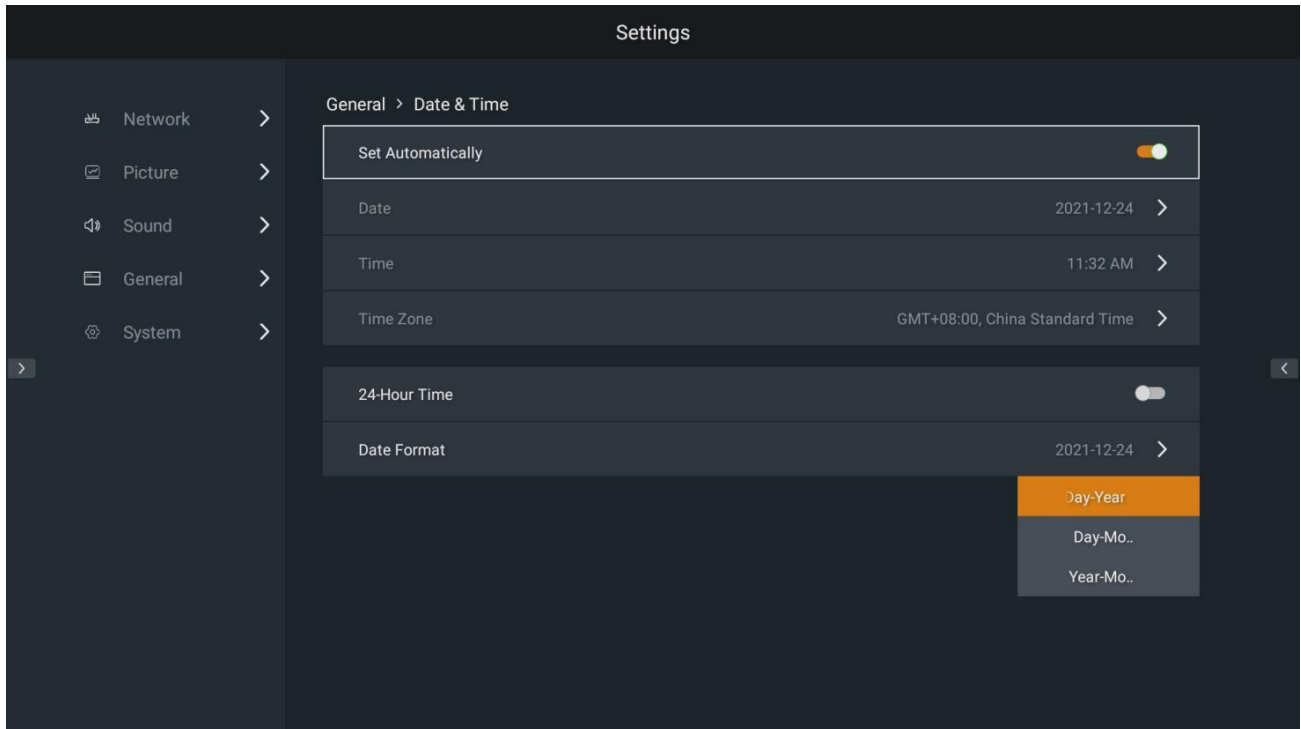 Settings
Network
Picture
Sound
General
System
General > Date & Time
Set Automatically
Date 2021-12-24
Time 11:32 AM
Time Zone GMT+08:00, China Standard Time
24-Hour Time
Date Format 2021-12-24
Day-Year
Day-Mo..
Year-Mo..